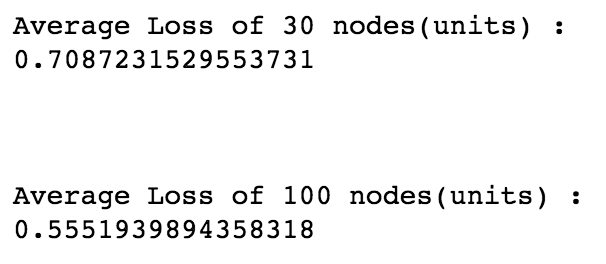 Average Loss of 30 nodes(units) :
0.7087231529553731
Average Loss of 100 nodes(units) :
0.5551939894358318